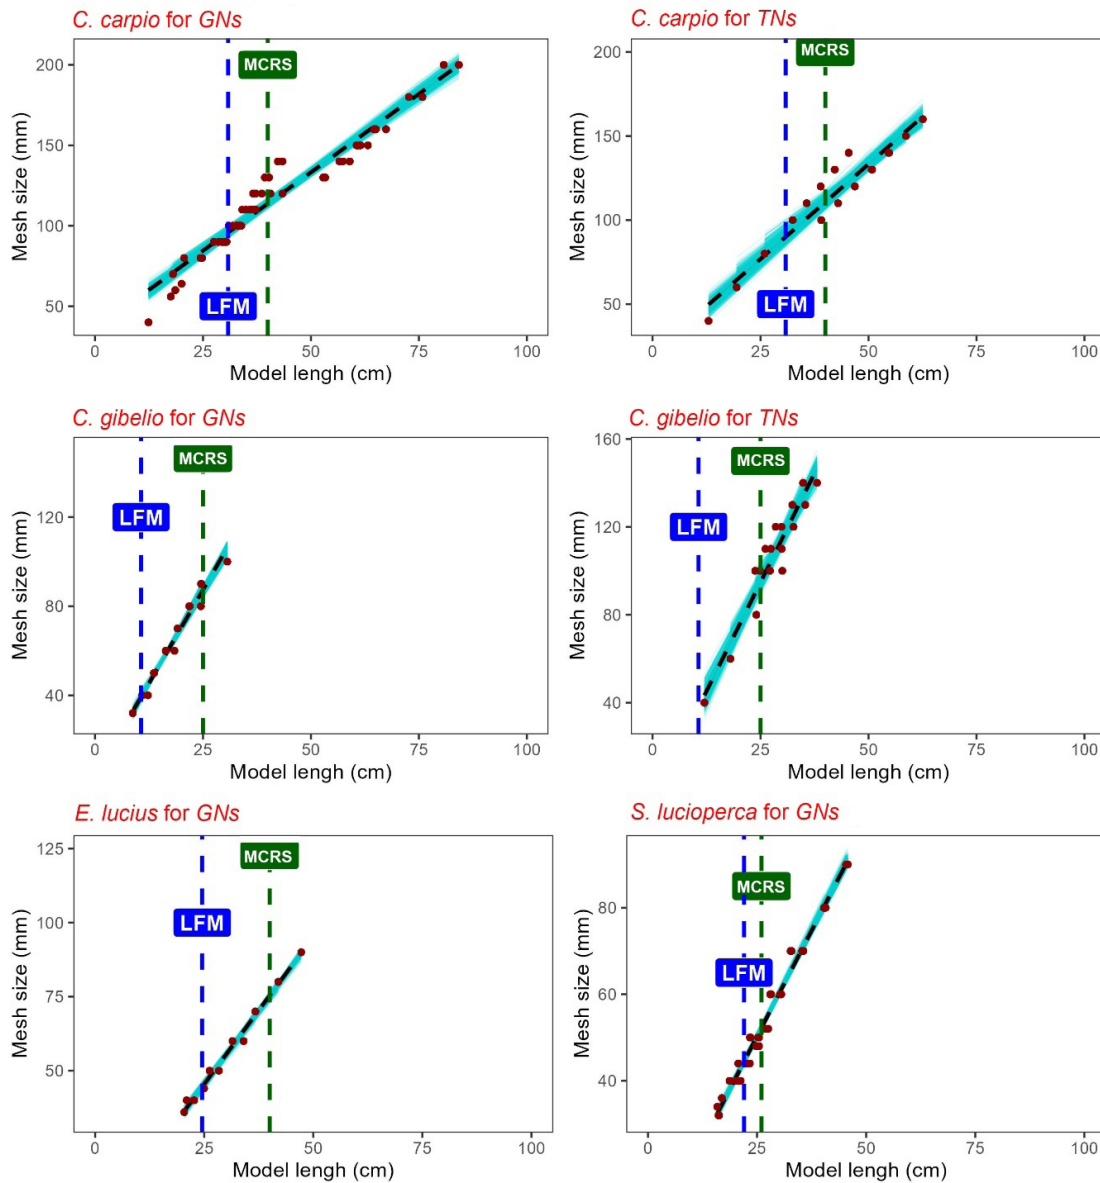 C. carpio for GNs
MCRS
LFM
200
150
100
50
0
25
50
75
100
Mesh size (mm)
Model lengh (cm)
C. carpio for TNs
MCRS
LFM
200
150
100
50
0
25
50
75
100
Mesh size (mm)
Model lengh (cm)
C. gibelio for GNs
MCRS
LFM
120
80
40
0
25
50
75
100
Mesh size (mm)
Model lengh (cm)
C. gibelio for TNs
MCRS
LFM
160
120
80
40
0
25
50
75
100
Mesh size (mm)
Model lengh (cm)
E. lucius for GNs
MCRS
LFM
125
100
75
50
0
25
50
75
100
Mesh size (mm)
Model lengh (cm)
S. lucioperca for GNs
MCRS
LFM
80
60
40
0
25
50
75
100
Mesh size (mm)
Model lengh (cm)